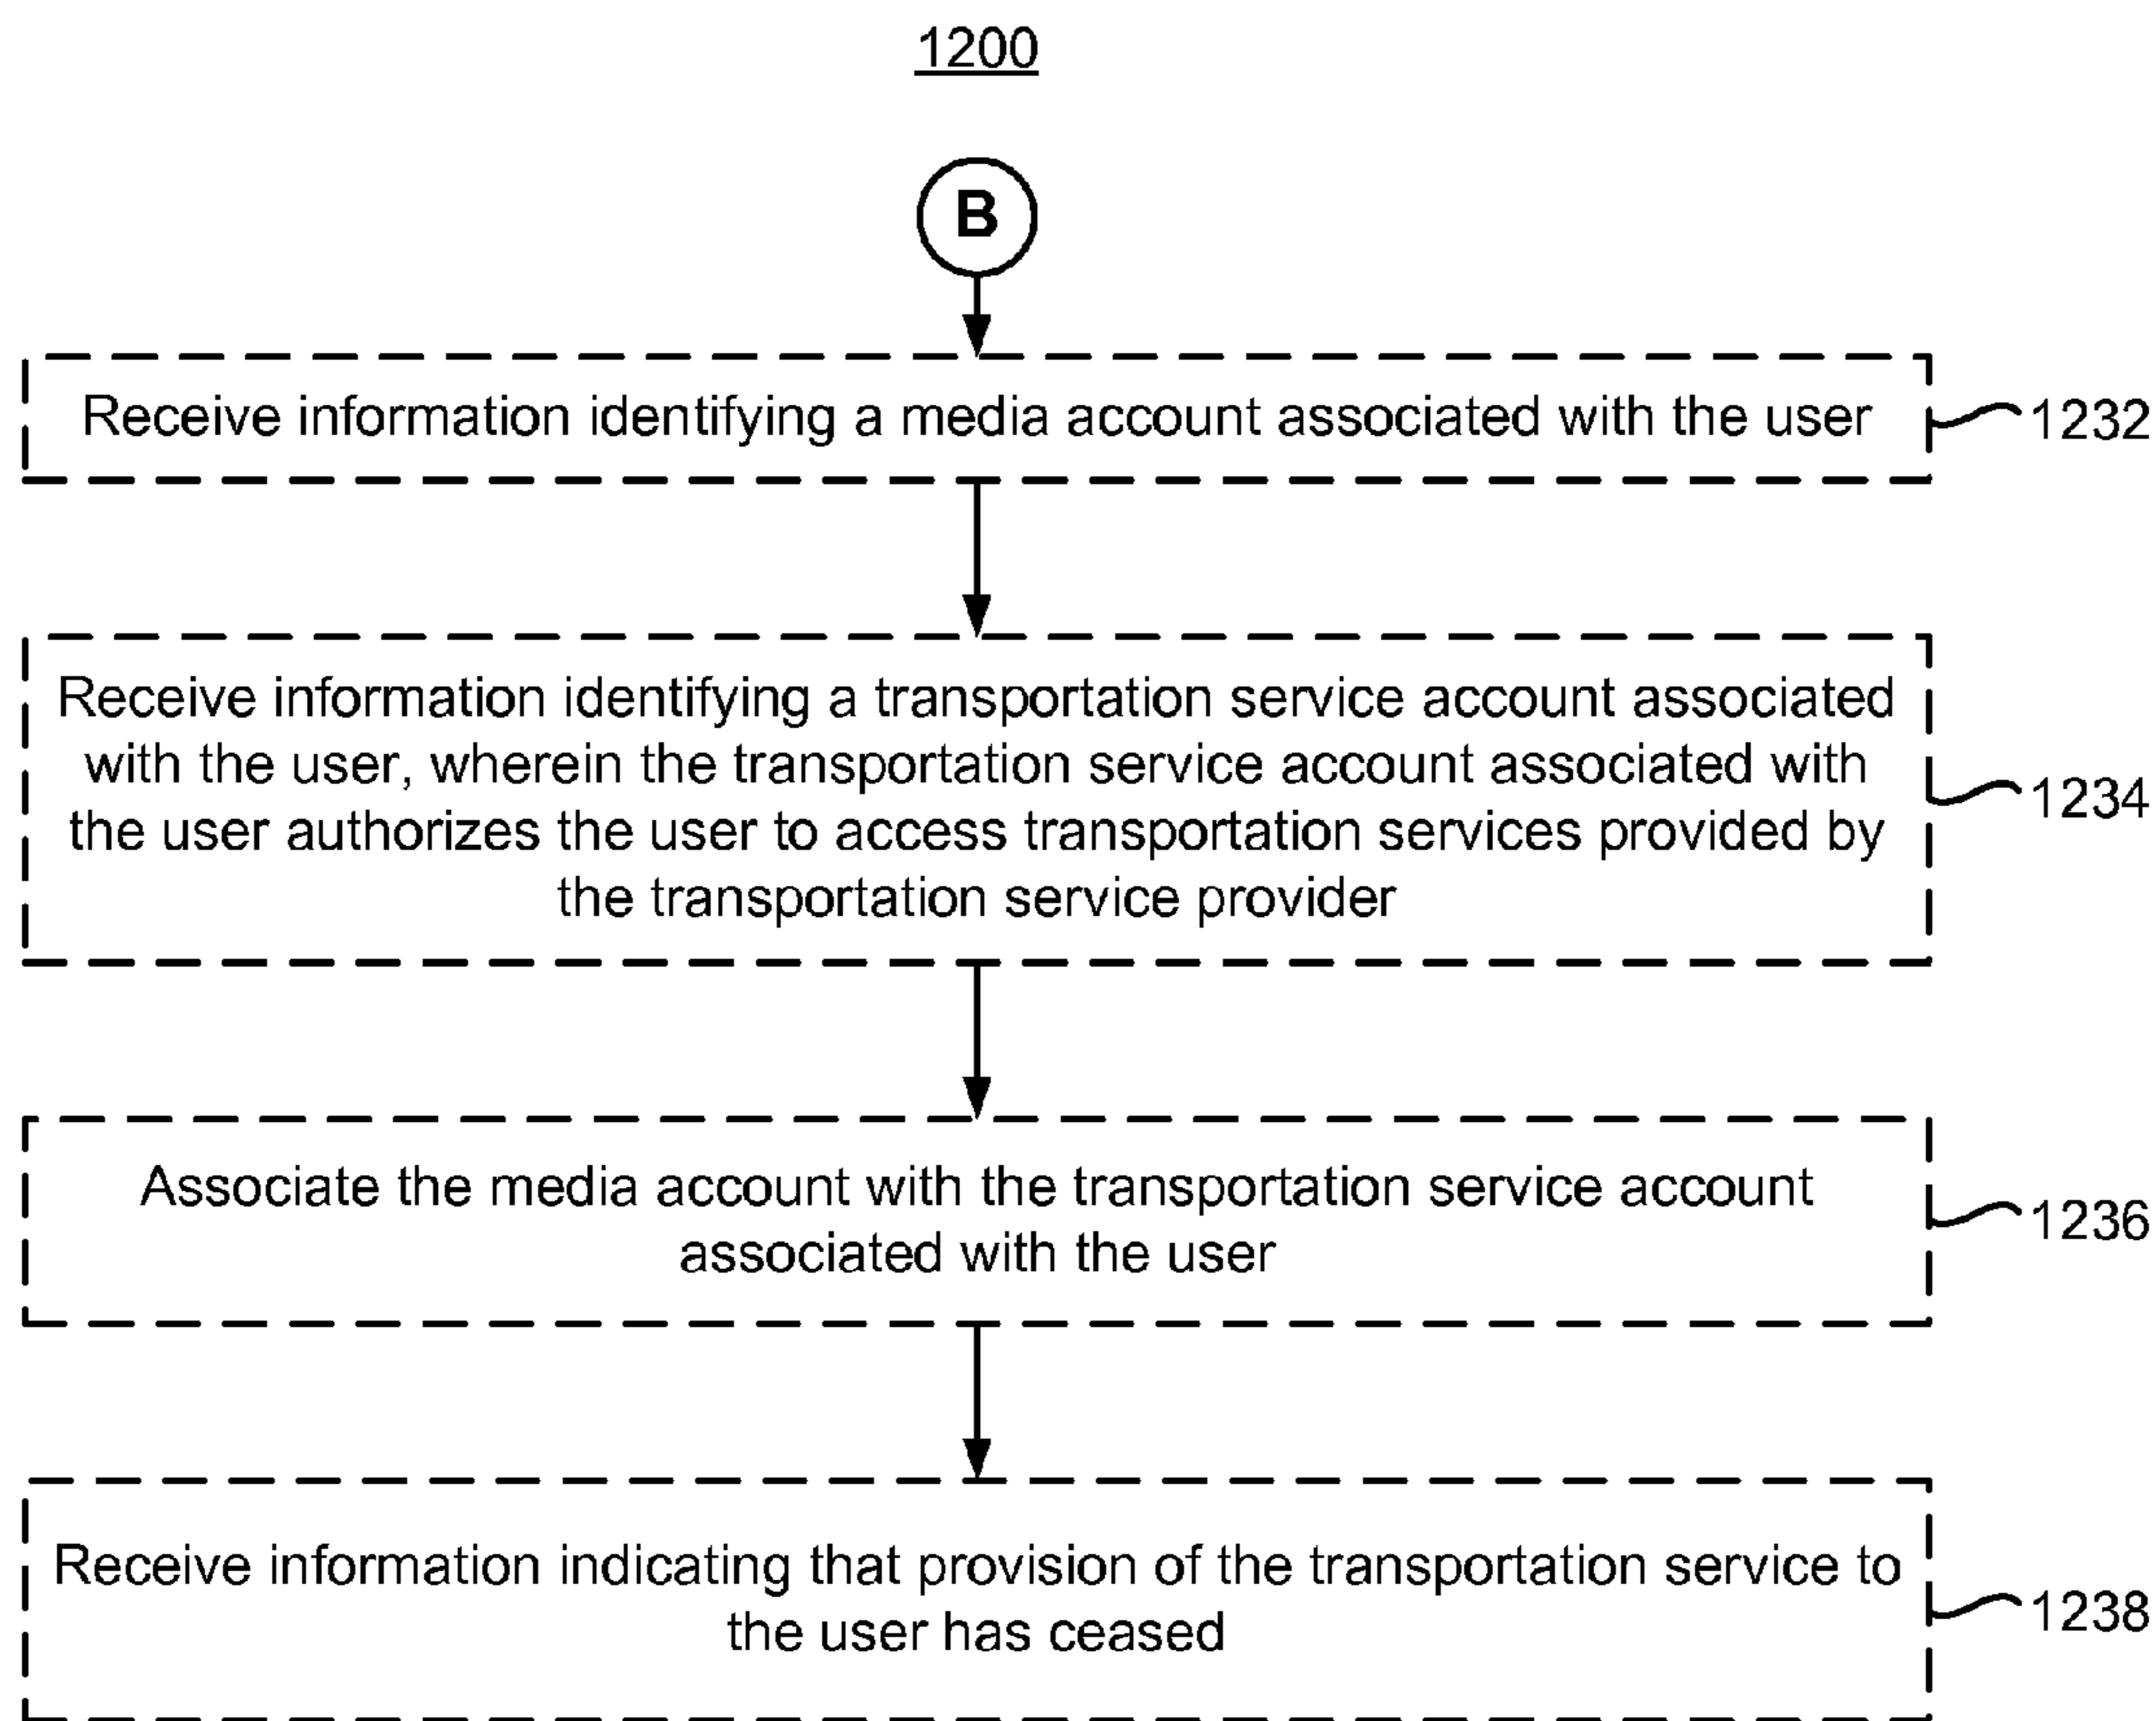 1200
B
Receive information identifying a media account associated with the user
1232
Receive information identifying a transportation service account associated
with the user, wherein the transportation service account associated with
the user authorizes the user to access transportation services provided by
the transportation service provider
1234
Associate the media account with the transportation service account
associated with the user
1236
Receive information indicating that provision of the transportation service to
the user has ceased
1238